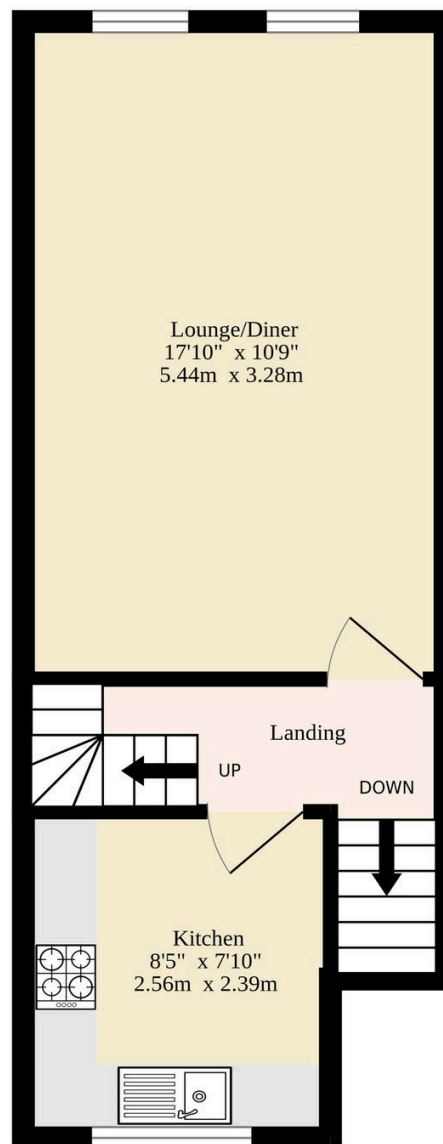 Lounge/Diner
17'10" x 10'9"
5.44m x 3.28m
Landing
UP
DOWN
Kitchen
8'5" x 7'10"
2.56m x 2.39m